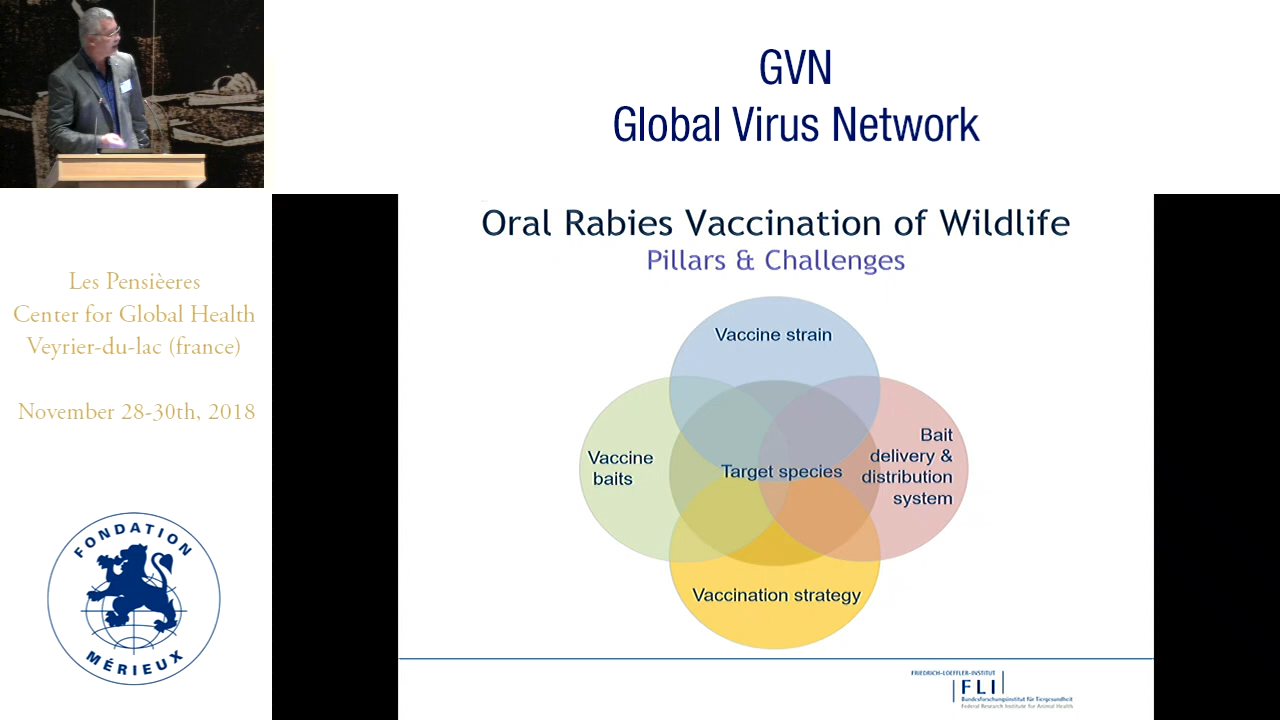 GVN
Global Virus Network
Les Pensièeres
Center for Global Health
Veyrier-du-lac (france)
November 28-30th, 2018
FONDATION
MÉRIEUX
Oral Rabies Vaccination of Wildlife
Pillars & Challenges
Vaccine strain
Vaccine
baits
Target species
Bait
delivery &
distribution
system
Vaccination strategy
FRIEDRICH-LOEFFLER-INSTITUT
FLI
Bundesforschungsinstitut für Tiergesundheit
Federal Research Institute for Animal Health